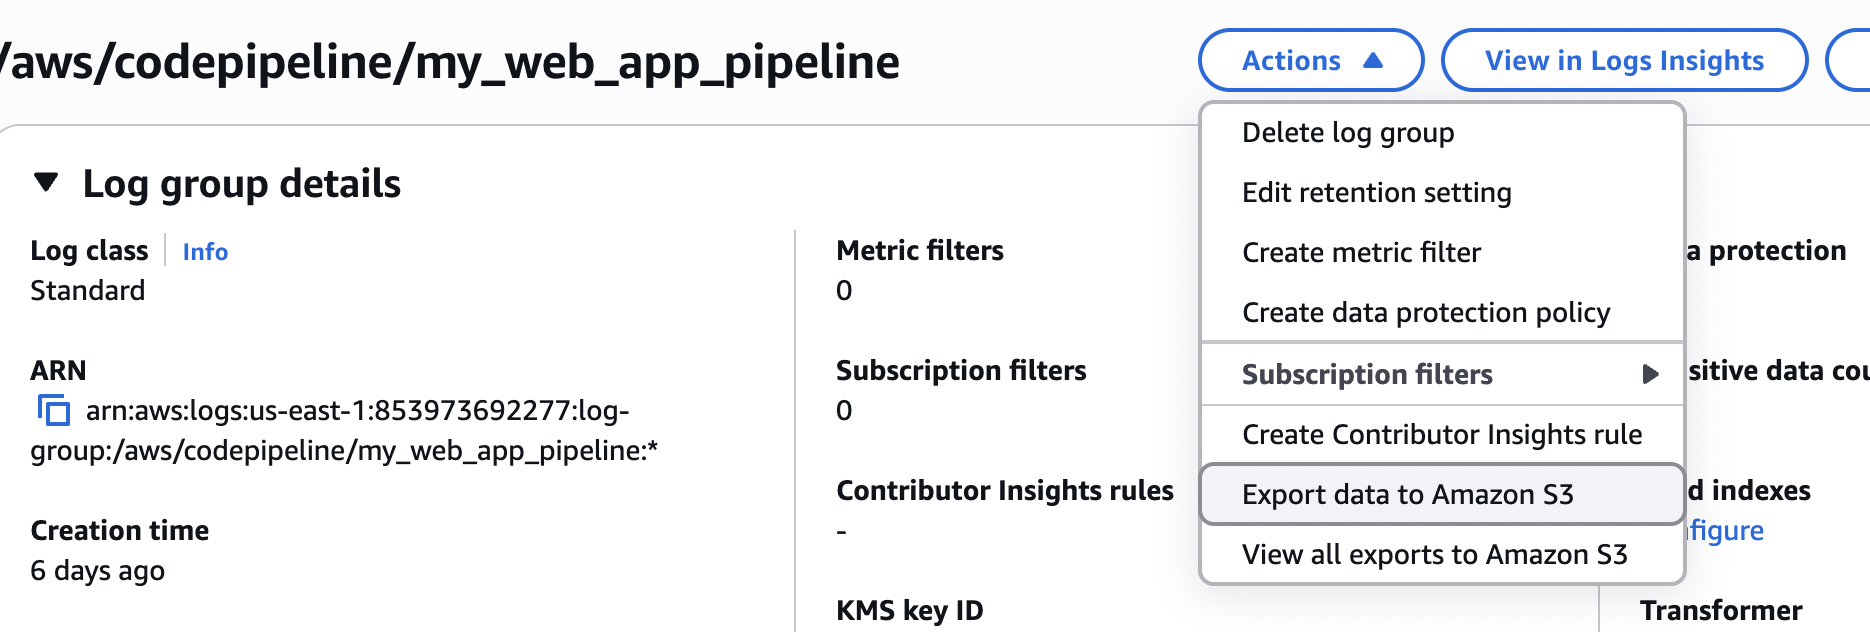 /aws/codepipeline/my_web_app_pipeline
Actions
View in Logs Insights
Delete log group
Edit retention setting
Create metric filter
Create data protection policy
Subscription filters
Create Contributor Insights rule
Export data to Amazon S3
View all exports to Amazon S3
Log group details
Log class
Info
Standard
ARN
arn:aws:logs:us-east-1:853973692277:log-
group:/aws/codepipeline/my_web_app_pipeline:*
Creation time
6 days ago
Metric filters
0
Subscription filters
0
Contributor Insights rules
-
KMS key ID
protection
data
indexes
Transformer